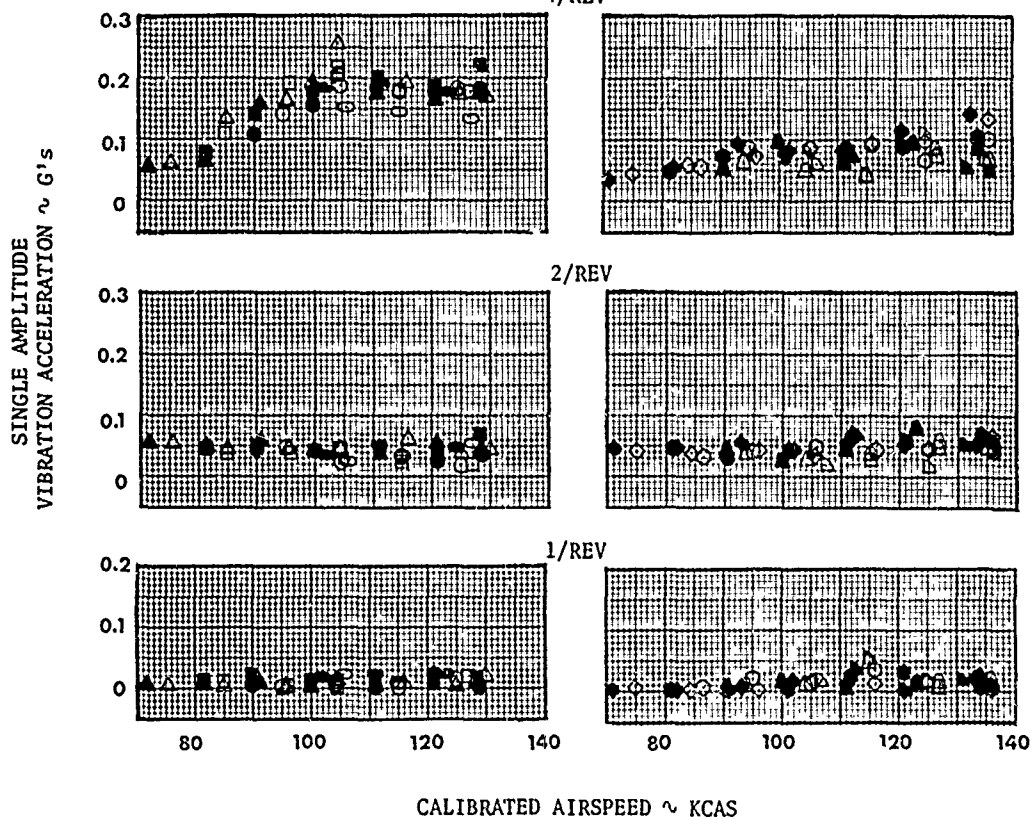 4/REV
0.3
0.2
0.1
0
2/REV
0.3
0.2
0.1
0
1/REV
0.2
0.1
0
80 100 120 140 80 100 120 140
SINGLE AMPLITUDE
VIBRATION ACCELERATION ~ G's
CALIBRATED AIRSPEED ~ KCAS